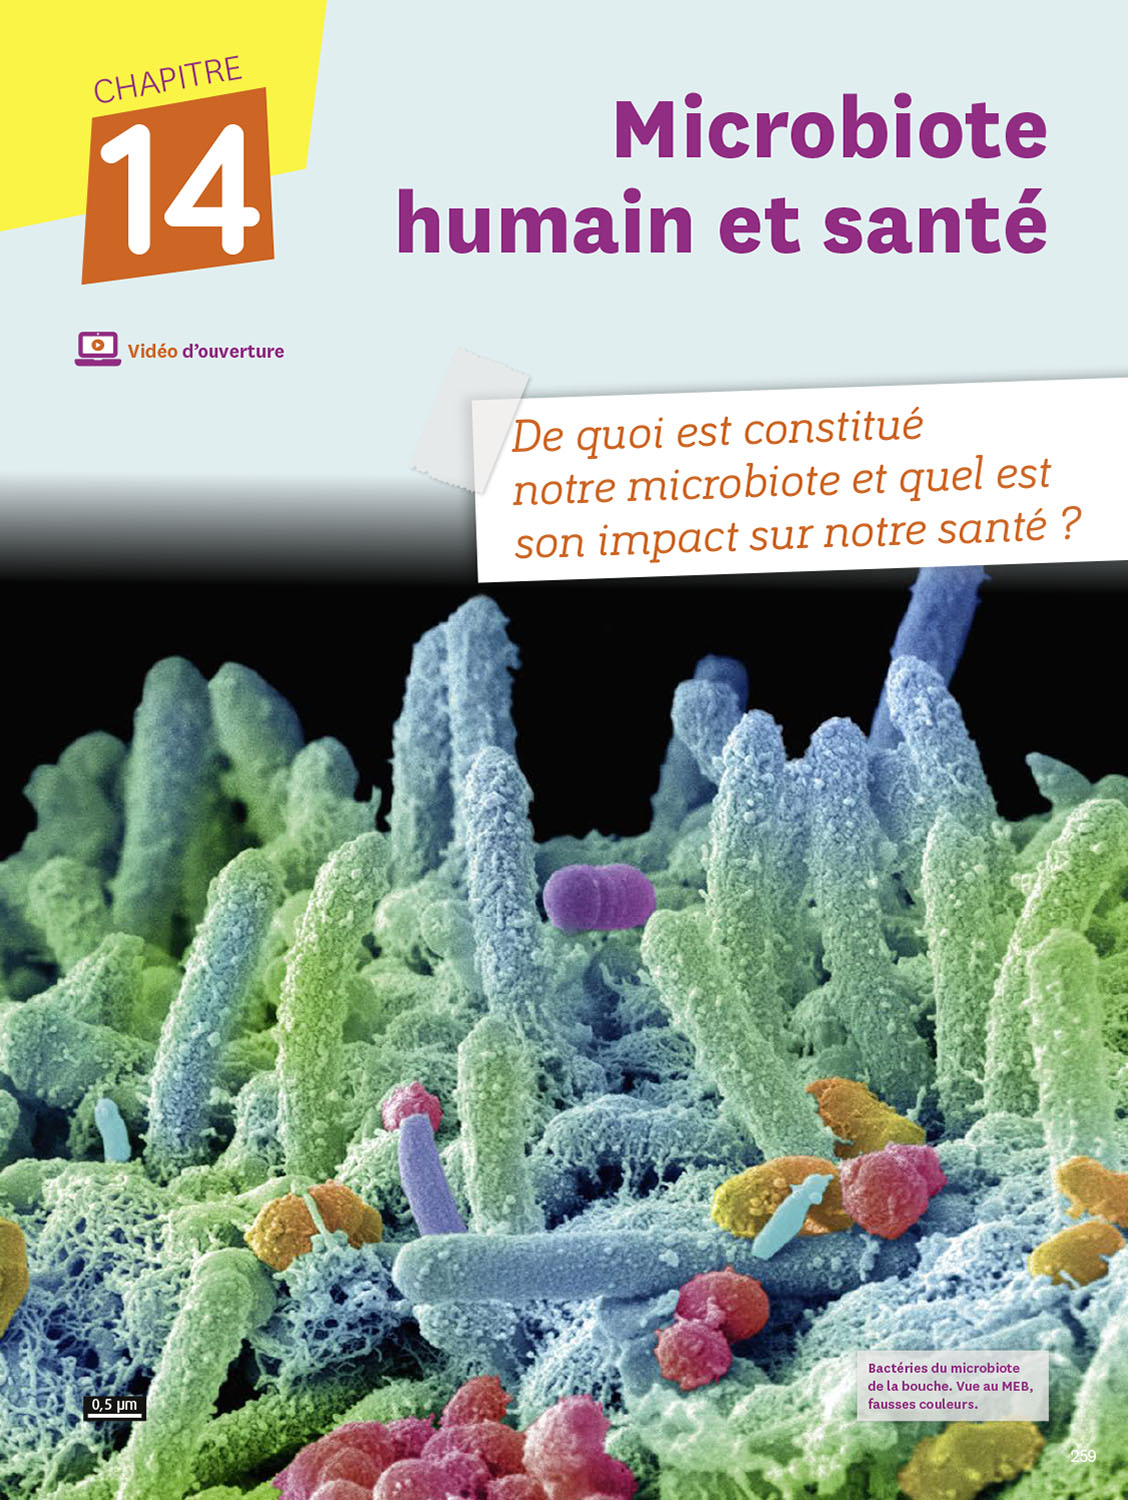 CHAPITRE
14
Microbiote
humain et santé
Vidéo d'ouverture
De quoi est constitué
notre microbiote et quel est
son impact sur notre santé ?
0,5 µm
Bactéries du microbiote
de la bouche. Vue au MEB,
fausses couleurs.
259